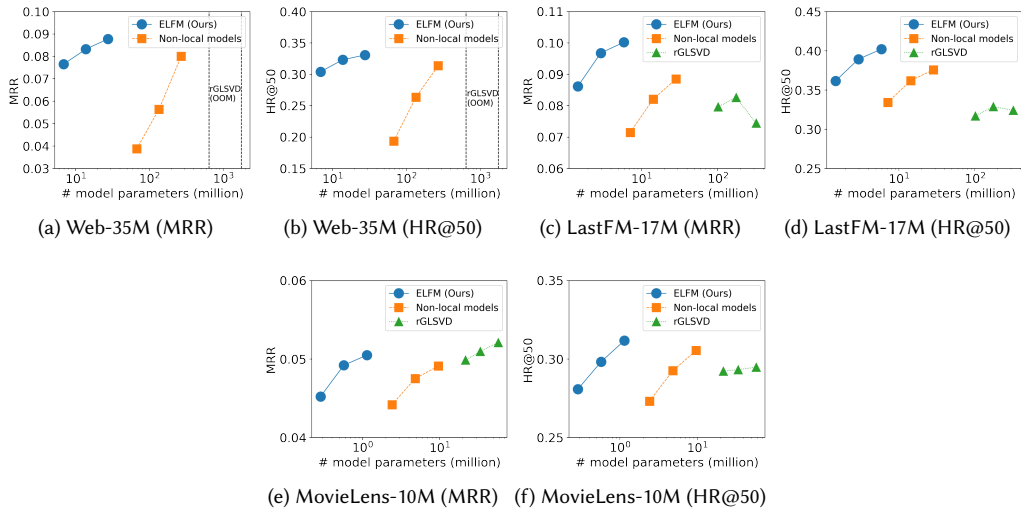 ELFM (Ours)
Non-local models
rGLSVD
(OOM)
MRR
0.10
0.09
0.08
0.07
0.06
0.05
0.04
0.03
10^1
10^2
10^3
# model parameters (million)
(a) Web-35M (MRR)
ELFM (Ours)
Non-local models
rGLSVD
(OOM)
HR@50
0.40
0.35
0.30
0.25
0.20
0.15
10^1
10^2
10^3
# model parameters (million)
(b) Web-35M (HR@50)
ELFM (Ours)
Non-local models
rGLSVD
MRR
0.11
0.10
0.09
0.08
0.07
0.06
10^1
10^2
# model parameters (million)
(c) LastFM-17M (MRR)
ELFM (Ours)
Non-local models
rGLSVD
HR@50
0.45
0.40
0.35
0.30
0.25
10^1
10^2
# model parameters (million)
(d) LastFM-17M (HR@50)
ELFM (Ours)
Non-local models
rGLSVD
MRR
0.06
0.05
0.04
10^0
10^1
# model parameters (million)
(e) MovieLens-10M (MRR)
ELFM (Ours)
Non-local models
rGLSVD
HR@50
0.35
0.30
0.25
10^0
10^1
# model parameters (million)
(f) MovieLens-10M (HR@50)